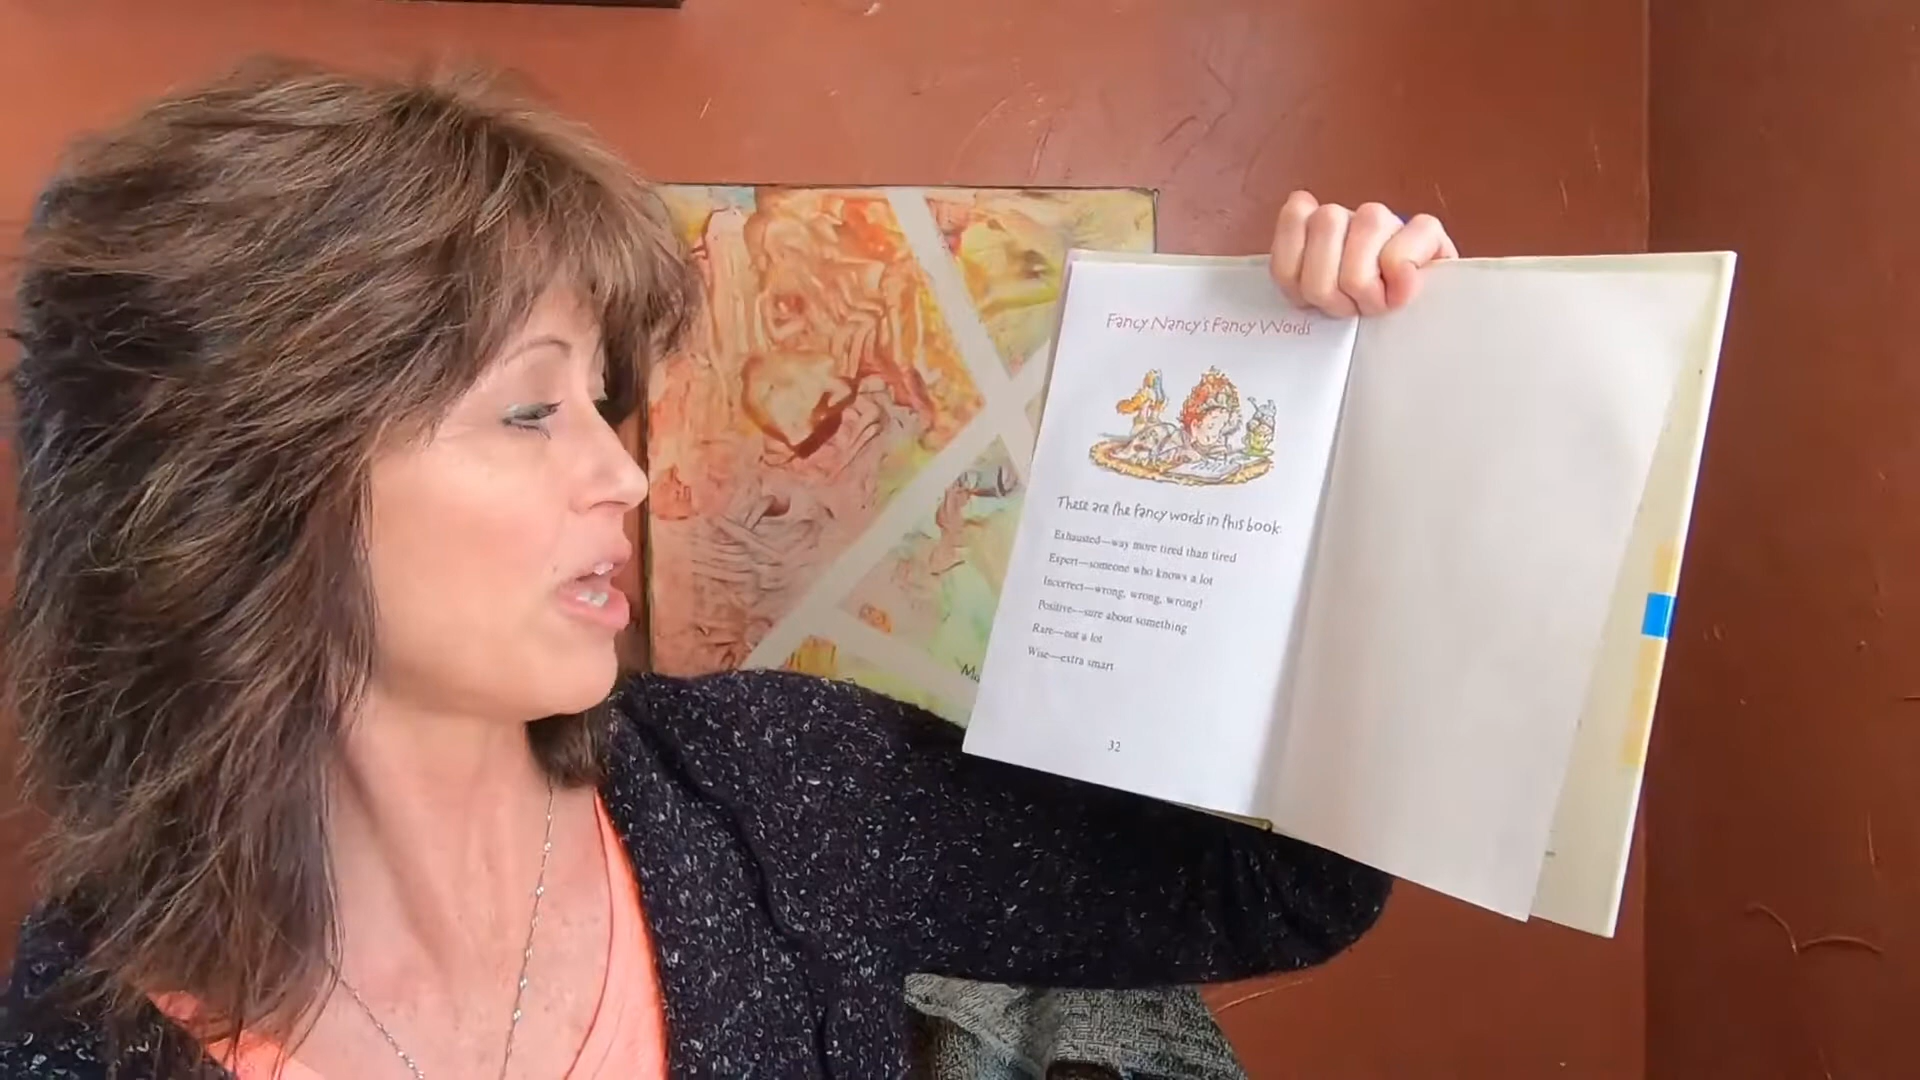 Fancy Nancy's Fancy Words
These are the fancy words in this book:
Exhausted—way more tired than tired
Expert—someone who knows a lot
Incorrect—wrong, wrong, wrong!
Positive—sure about something
Rare—not a lot
Wise—extra smart
32